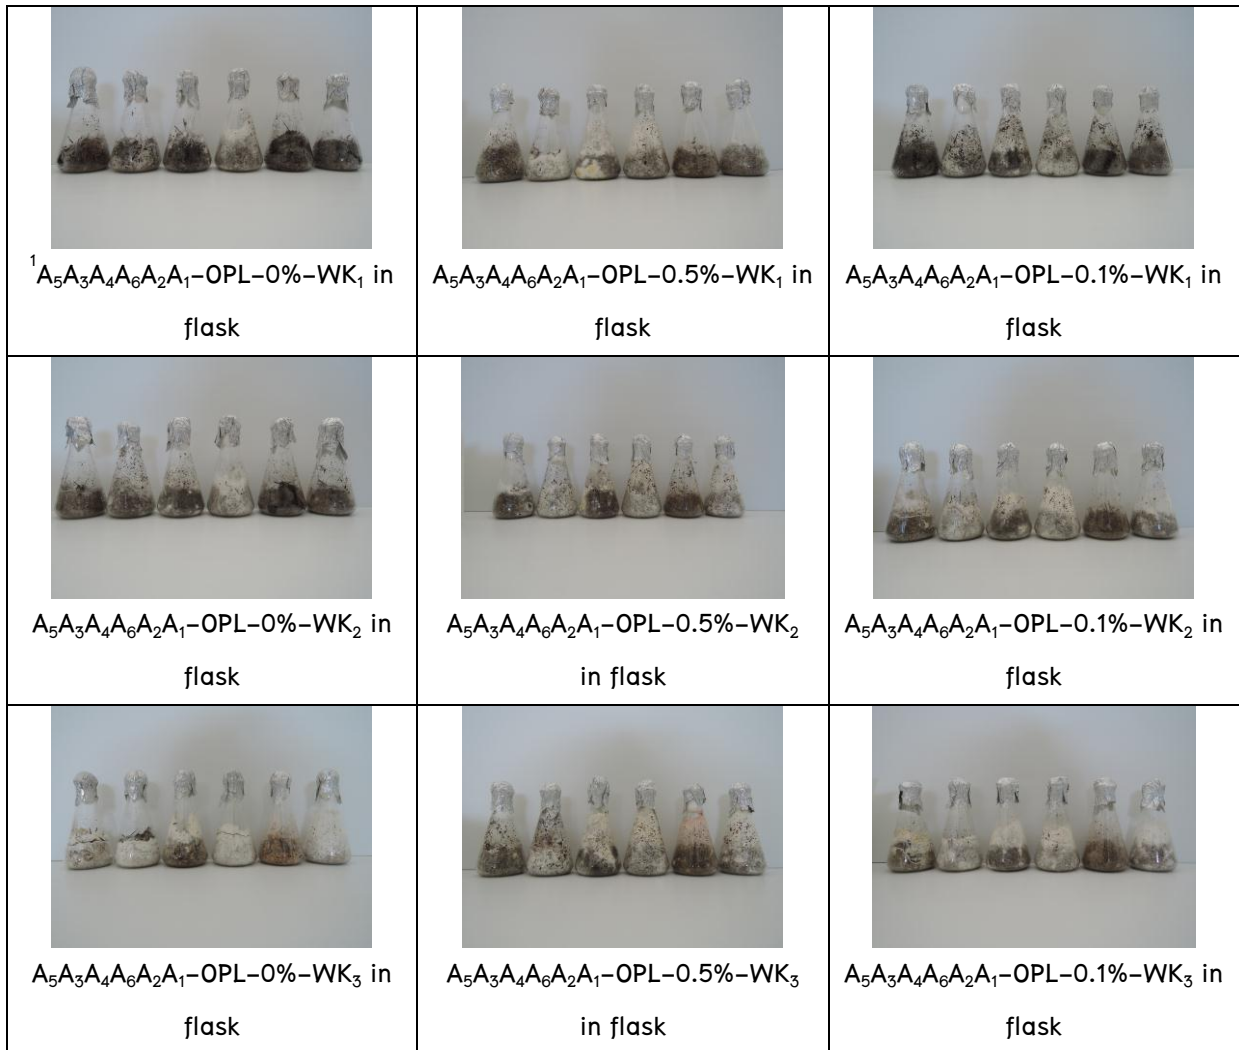 ¹A₅A₃A₄A₆A₂A₁–OPL–0%–WK₁ in
flask
A₅A₃A₄A₆A₂A₁–OPL–0.5%–WK₁ in
flask
A₅A₃A₄A₆A₂A₁–OPL–0.1%–WK₁ in
flask
A₅A₃A₄A₆A₂A₁–OPL–0%–WK₂ in
flask
A₅A₃A₄A₆A₂A₁–OPL–0.5%–WK₂
in flask
A₅A₃A₄A₆A₂A₁–OPL–0.1%–WK₂ in
flask
A₅A₃A₄A₆A₂A₁–OPL–0%–WK₃ in
flask
A₅A₃A₄A₆A₂A₁–OPL–0.5%–WK₃
in flask
A₅A₃A₄A₆A₂A₁–OPL–0.1%–WK₃ in
flask